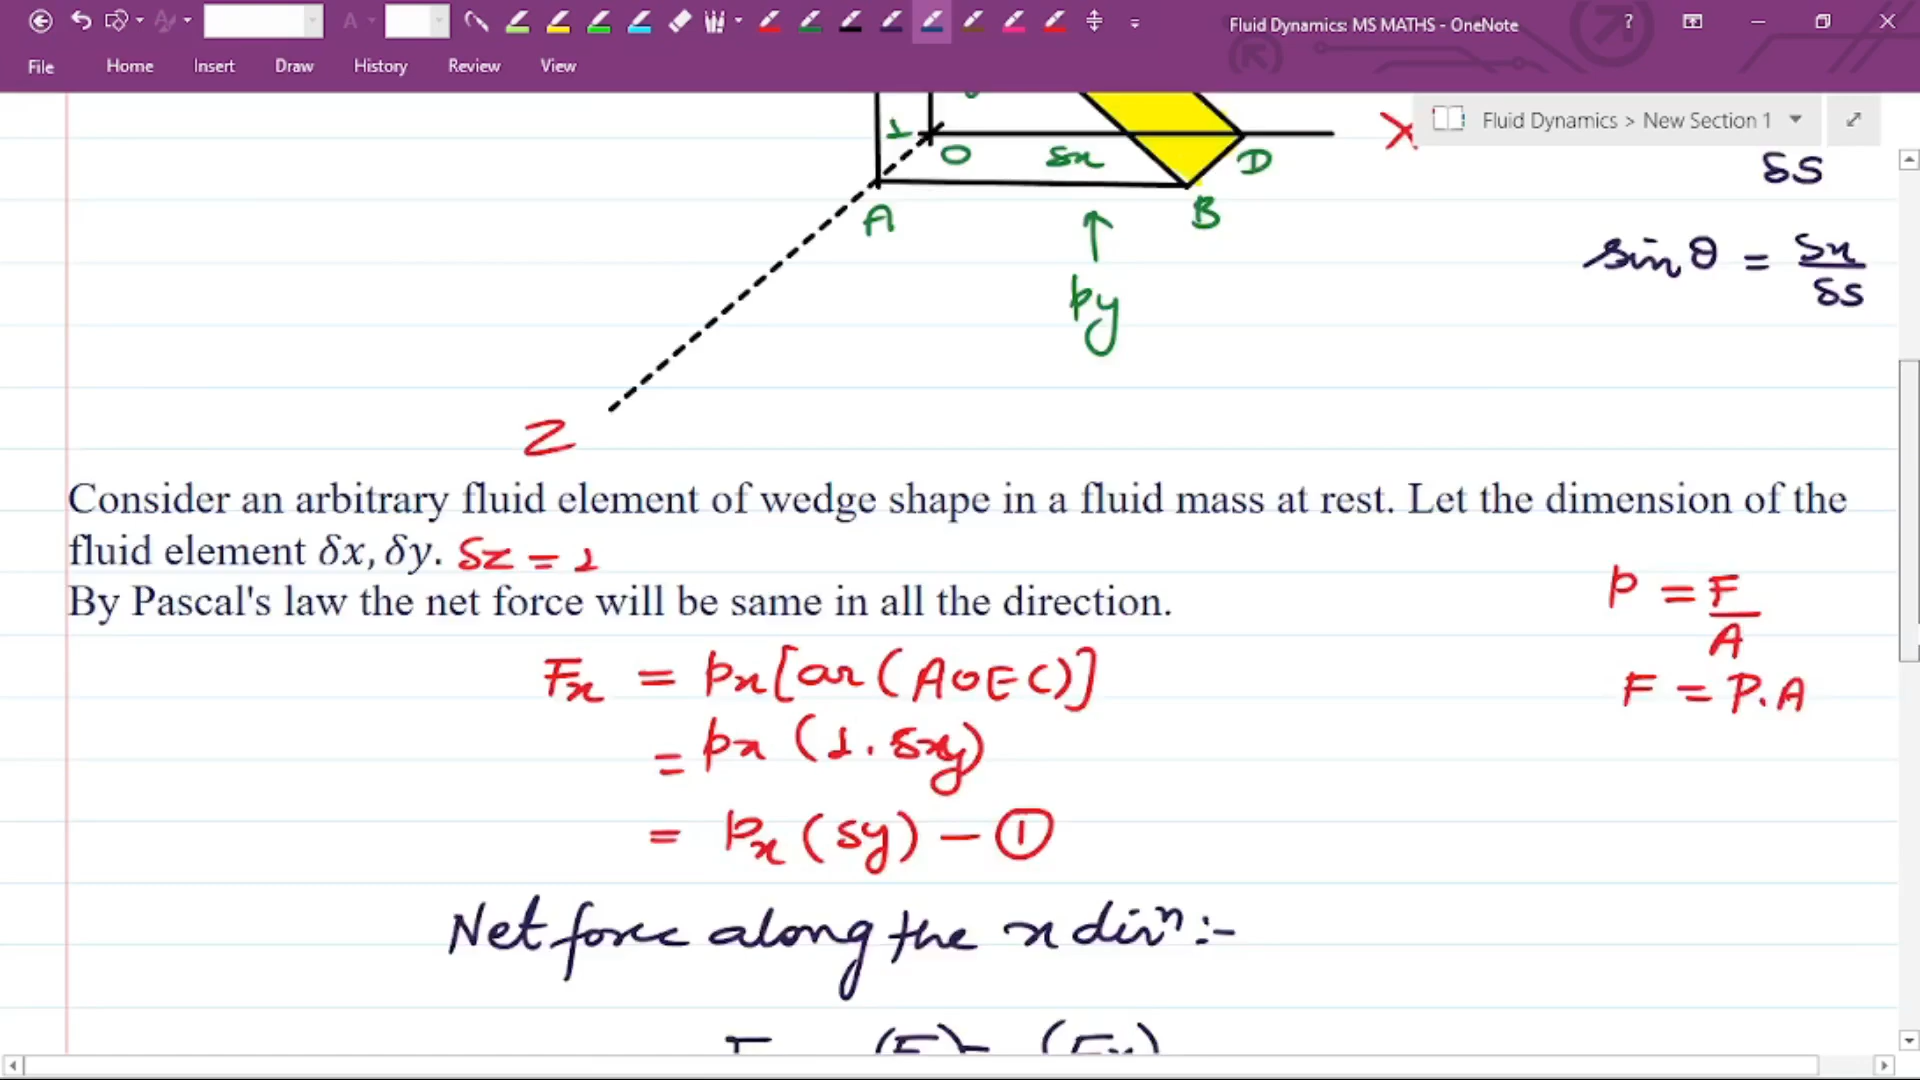 Fluid Dynamics: MS MATHS - OneNote
?
File Home Insert Draw History Review View
Fluid Dynamics > New Section 1
1 O δx D X
A B
δs
sin θ = δx/δs
py
Z
Consider an arbitrary fluid element of wedge shape in a fluid mass at rest. Let the dimension of the
fluid element δx, δy. δz = 1
By Pascal's law the net force will be same in all the direction.
P = F/A
Fx = px[ar(AOEC)]
F = P.A
= px (1. δy)
= px (δy) – ①
Net force along the x dirⁿ:-